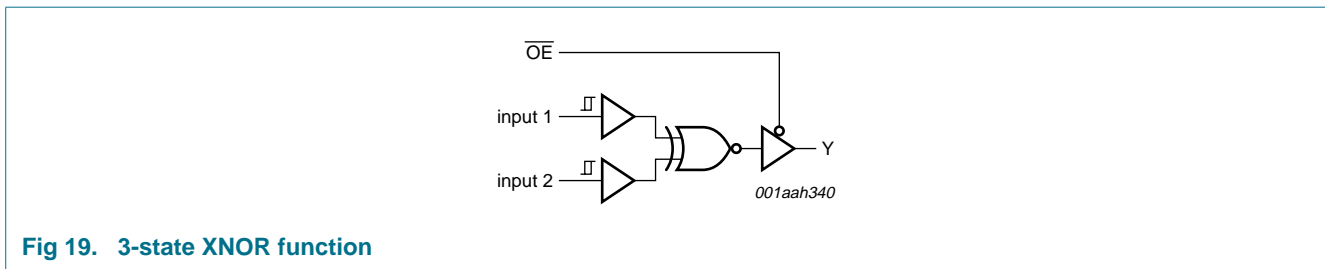 OE
input 1
Y
input 2
001aah340
Fig 19. 3-state XNOR function